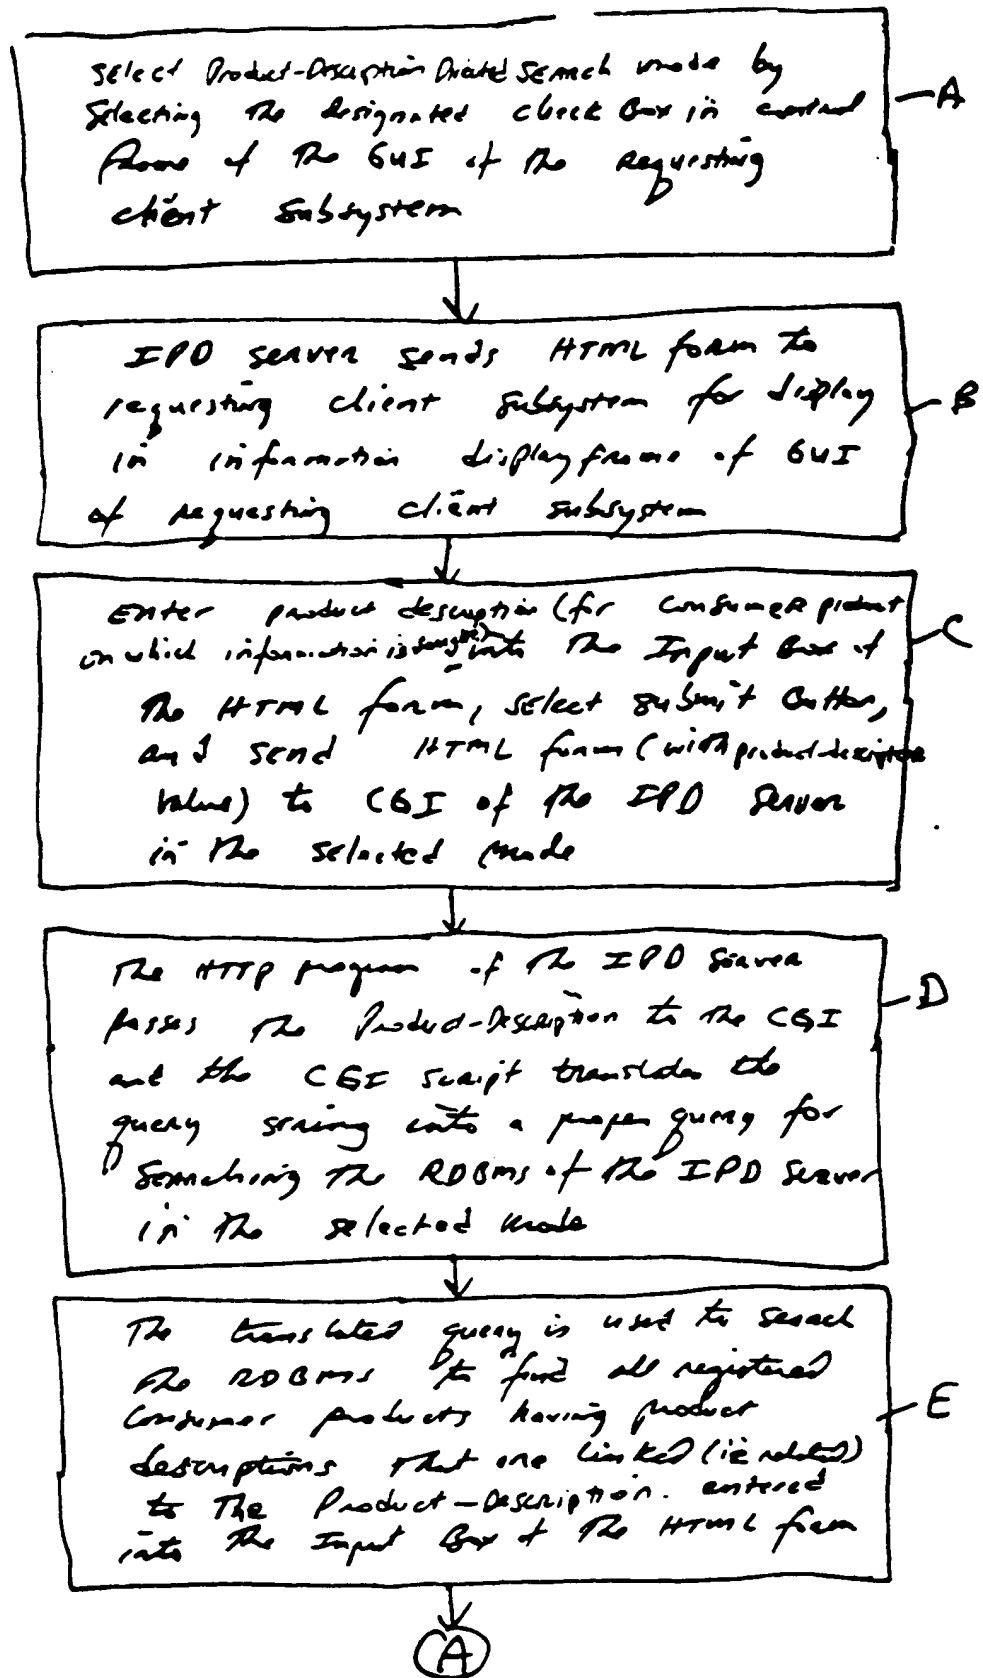 Select Product-Description Directed Search mode by
Selecting the designated check Box in control
frame of the GUI of the requesting
client subsystem
A
IPD server sends HTML form to
requesting client subsystem for display
in information display frame of GUI
of requesting client subsystem
B
Enter product description (for consumer product
on which information is sought) into the Input Box of
the HTML form, select submit button,
and send HTML form (with product-description
value) to CGI of the IPD Server
in the selected mode
C
The HTTP program of the IPD Server
passes the Product-Description to the CGI
and the CGI script translates the
query string into a proper query for
searching the RDBMS of the IPD Server
in the selected mode
D
The translated query is used to search
the RDBMS to find all registered
Consumer products having product
descriptions that are linked (ie related)
to the Product-Description. entered
into the Input Box of the HTML form
E
A